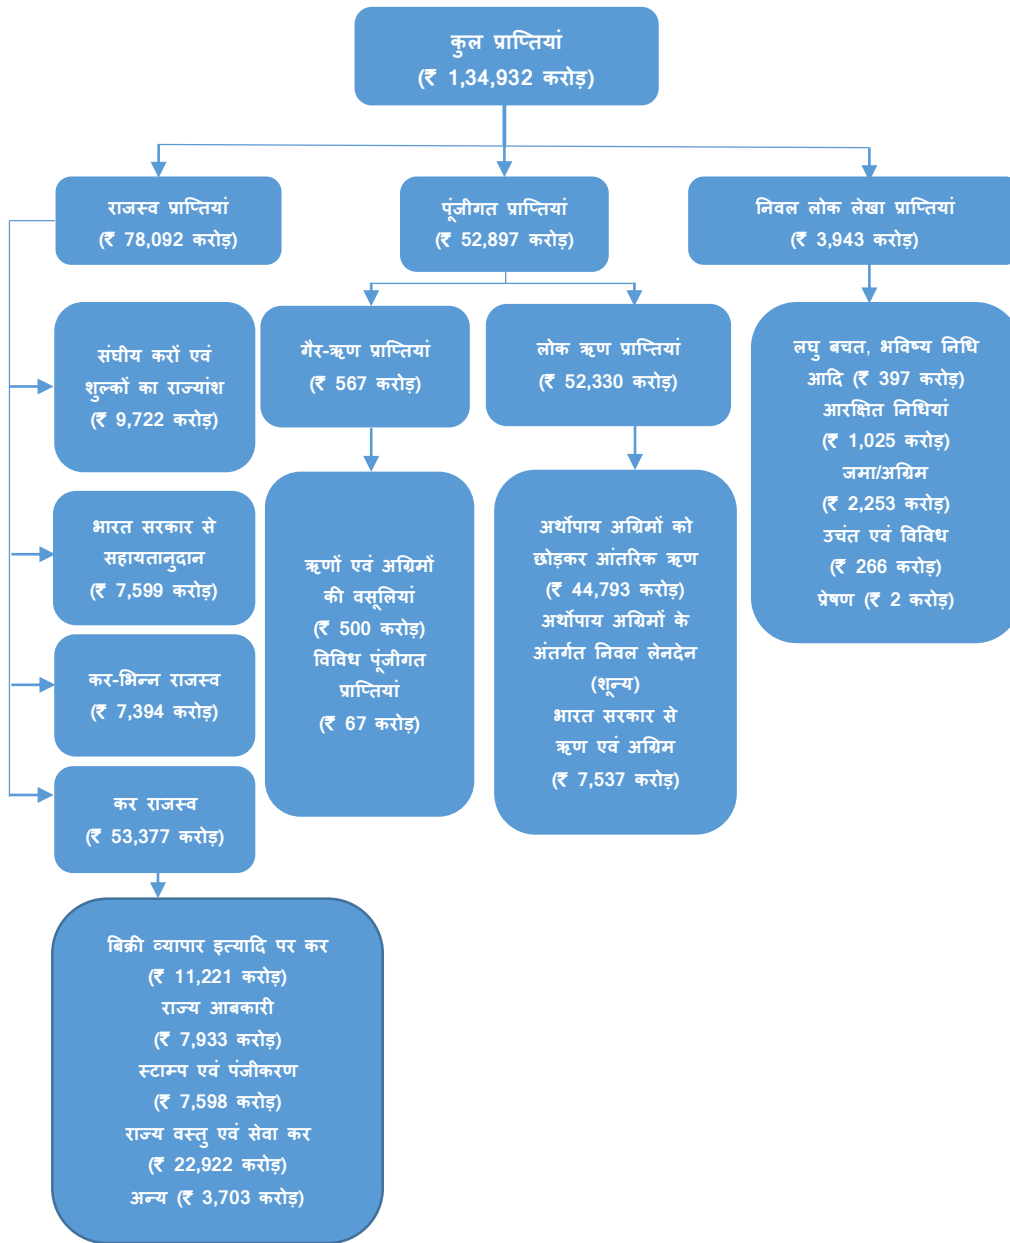 कुल प्राप्तियां
(₹ 1,34,932 करोड़)
राजस्व प्राप्तियां
(₹ 78,092 करोड़)
पूंजीगत प्राप्तियां
(₹ 52,897 करोड़)
निवल लोक लेखा प्राप्तियां
(₹ 3,943 करोड़)
संघीय करों एवं
शुल्कों का राज्यांश
(₹ 9,722 करोड़)
भारत सरकार से
सहायतानुदान
(₹ 7,599 करोड़)
कर-भिन्न राजस्व
(₹ 7,394 करोड़)
कर राजस्व
(₹ 53,377 करोड़)
बिक्री व्यापार इत्यादि पर कर
(₹ 11,221 करोड़)
राज्य आबकारी
(₹ 7,933 करोड़)
स्टाम्प एवं पंजीकरण
(₹ 7,598 करोड़)
राज्य वस्तु एवं सेवा कर
(₹ 22,922 करोड़)
अन्य (₹ 3,703 करोड़)
गैर-ऋण प्राप्तियां
(₹ 567 करोड़)
ऋणों एवं अग्रिमों
की वसूलियां
(₹ 500 करोड़)
विविध पूंजीगत
प्राप्तियां
(₹ 67 करोड़)
लोक ऋण प्राप्तियां
(₹ 52,330 करोड़)
अर्थोपाय अग्रिमों को
छोड़कर आंतरिक ऋण
(₹ 44,793 करोड़)
अर्थोपाय अग्रिमों के
अंतर्गत निवल लेनदेन
(शून्य)
भारत सरकार से
ऋण एवं अग्रिम
(₹ 7,537 करोड़)
लघु बचत, भविष्य निधि
आदि (₹ 397 करोड़)
आरक्षित निधियां
(₹ 1,025 करोड़)
जमा/अग्रिम
(₹ 2,253 करोड़)
उचंत एवं विविध
(₹ 266 करोड़)
प्रेषण (₹ 2 करोड़)